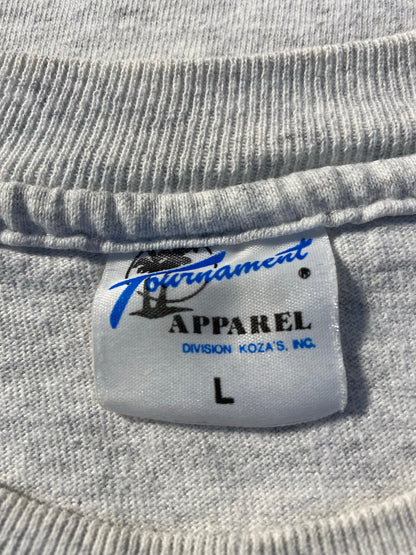 Tournament
APPAREL
DIVISION KOZA'S, INC.
L